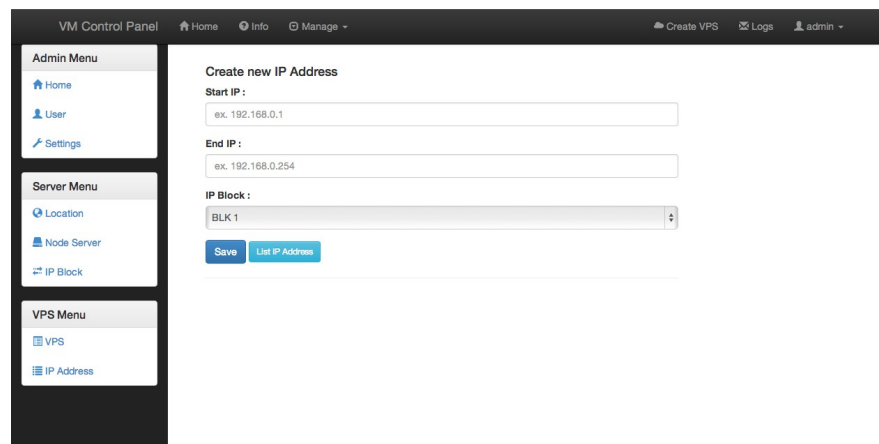 VM Control Panel Home Info Manage Create VPS Logs admin
Admin Menu
Home
User
Settings
Server Menu
Location
Node Server
IP Block
VPS Menu
VPS
IP Address
Create new IP Address
Start IP :
ex. 192.168.0.1
End IP :
ex. 192.168.0.254
IP Block :
BLK 1
Save List IP Address